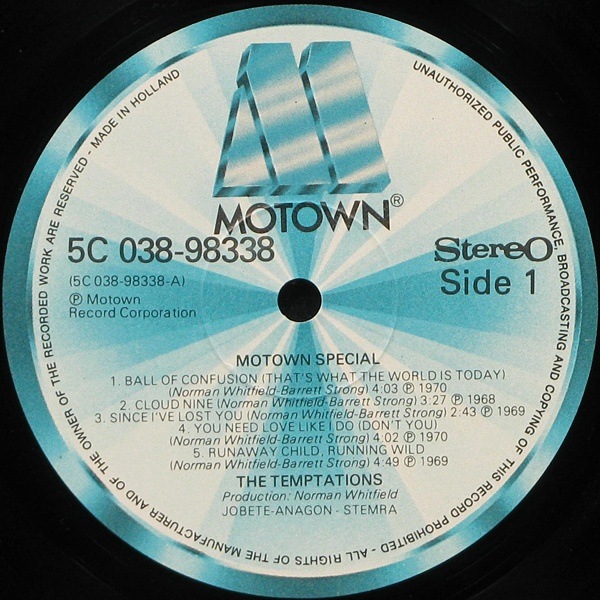 MOTOWN®
5C 038-98338
Stereo
(5C 038-98338-A)
Side 1
℗ Motown
Record Corporation
MOTOWN SPECIAL
1. BALL OF CONFUSION (THAT'S WHAT THE WORLD IS TODAY)
(Norman Whitfield-Barrett Strong) 4:03 ℗ 1970
2. CLOUD NINE (Norman Whitfield-Barrett Strong) 3:27 ℗ 1968
3. SINCE I'VE LOST YOU (Norman Whitfield-Barrett Strong) 2:43 ℗ 1969
4. YOU NEED LOVE LIKE I DO (DON'T YOU)
(Norman Whitfield-Barrett Strong) 4:02 ℗ 1970
5. RUNAWAY CHILD, RUNNING WILD
(Norman Whitfield-Barrett Strong) 4:49 ℗ 1969
THE TEMPTATIONS
Production: Norman Whitfield
JOBETE-ANAGON - STEMRA
UNAUTHORIZED PUBLIC PERFORMANCE, BROADCASTING AND COPYING OF THIS RECORD PROHIBITED - ALL RIGHTS OF THE MANUFACTURER AND OF THE OWNER OF THE RECORDED WORK ARE RESERVED - MADE IN HOLLAND